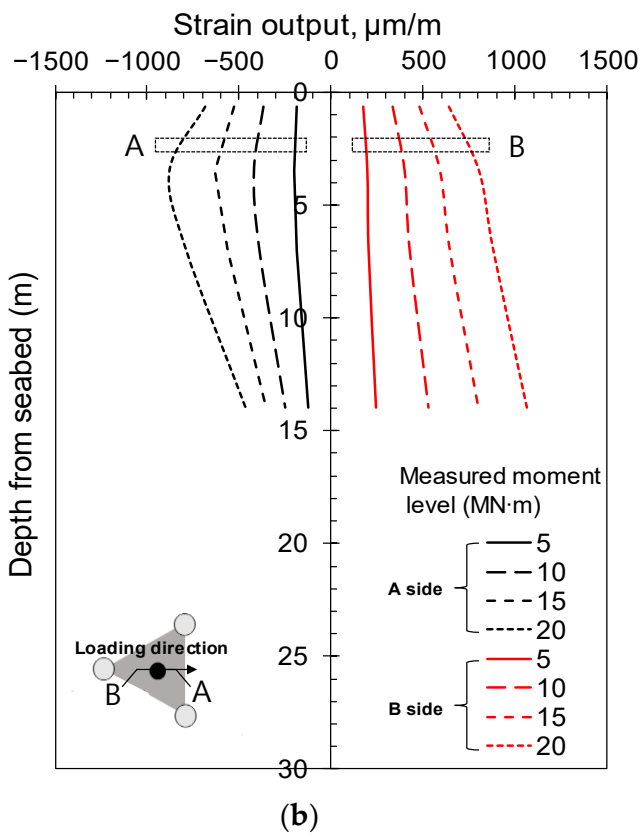 Strain output, μm/m
−1500 −1000 −500 0 500 1000 1500
Depth from seabed (m)
0
5
10
15
20
25
30
A
B
Measured moment
level (MN·m)
A side
5
10
15
20
B side
5
10
15
20
Loading direction
B
A
(b)